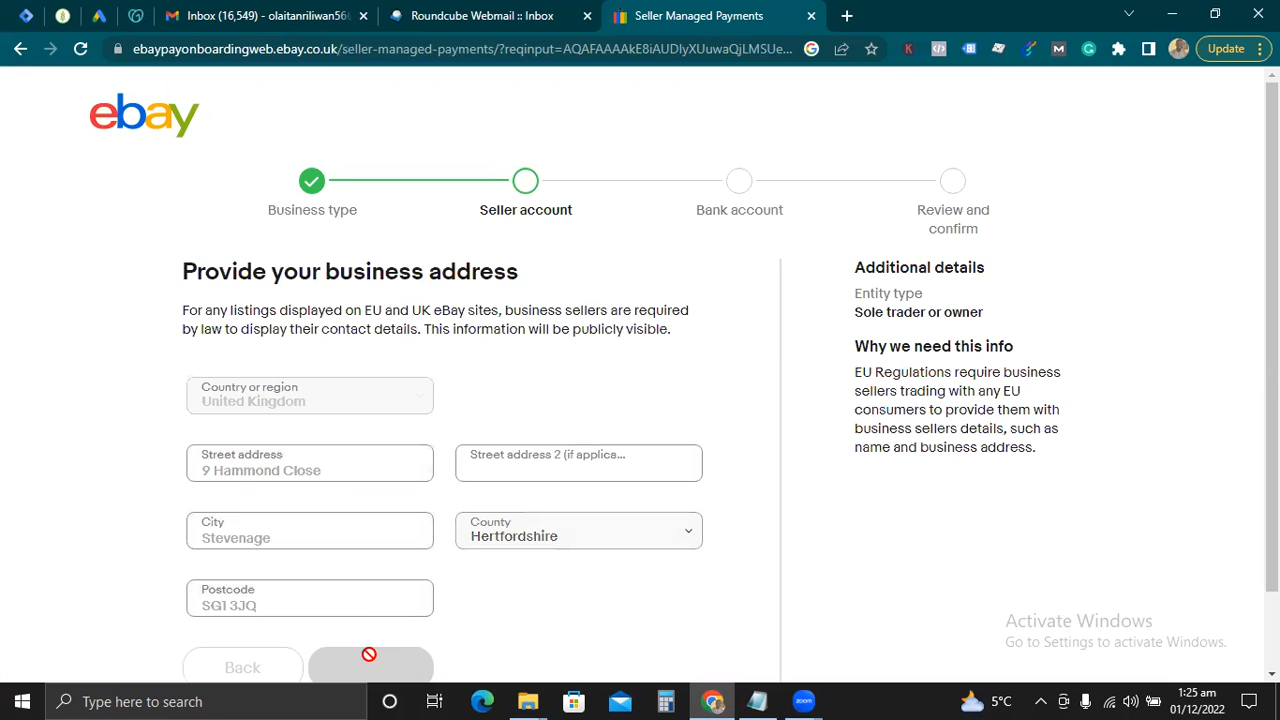 Inbox (16,549) - olaitanriliwan56
Roundcube Webmail :: Inbox
Seller Managed Payments
ebaypayonboardingweb.ebay.co.uk/seller-managed-payments/?reqinput=AQAFAAAAkE8iAUDlyXUuwaQjLMSUe...
Update
ebay
Business type
Seller account
Bank account
Review and
confirm
Provide your business address
For any listings displayed on EU and UK eBay sites, business sellers are required
by law to display their contact details. This information will be publicly visible.
Country or region
United Kingdom
Street address
9 Hammond Close
Street address 2 (if applica...
City
Stevenage
County
Hertfordshire
Postcode
SG1 3JQ
Back
Additional details
Entity type
Sole trader or owner
Why we need this info
EU Regulations require business
sellers trading with any EU
consumers to provide them with
business sellers details, such as
name and business address.
Activate Windows
Go to Settings to activate Windows.
Type here to search
zoom
5°C
1:25 am
01/12/2022